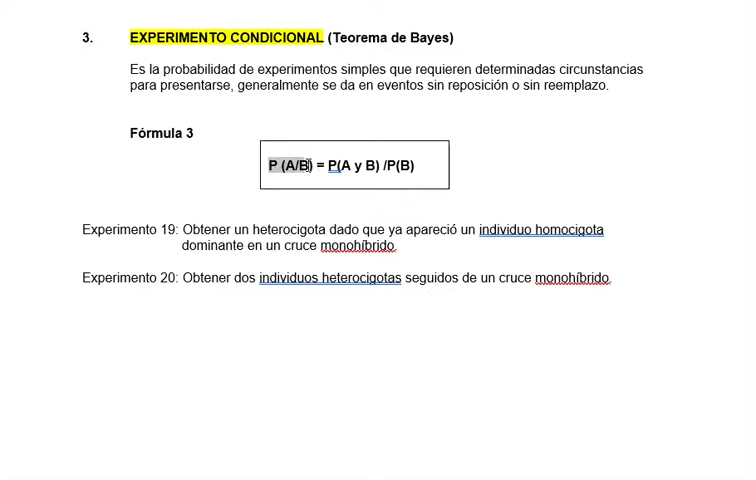 3. EXPERIMENTO CONDICIONAL (Teorema de Bayes)
Es la probabilidad de experimentos simples que requieren determinadas circunstancias
para presentarse, generalmente se da en eventos sin reposición o sin reemplazo.
Fórmula 3
P (A/B) = P(A y B) /P(B)
Experimento 19: Obtener un heterocigota dado que ya apareció un individuo homocigota
dominante en un cruce monohíbrido.
Experimento 20: Obtener dos individuos heterocigotas seguidos de un cruce monohíbrido.